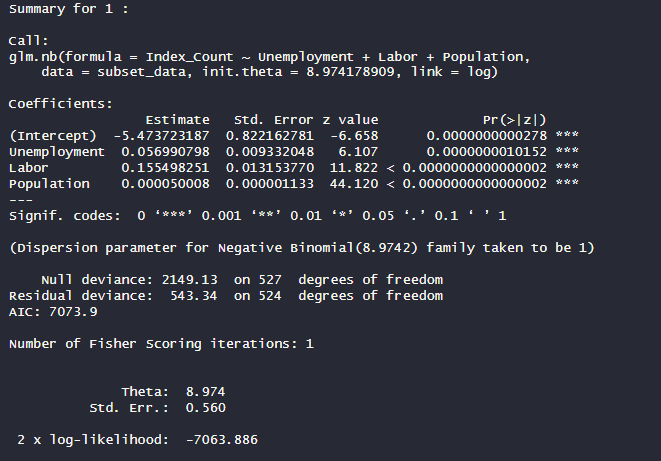 Summary for 1 :
Call:
glm.nb(formula = Index_Count ~ Unemployment + Labor + Population,
    data = subset_data, init.theta = 8.974178909, link = log)
Coefficients:
                  Estimate   Std. Error z value             Pr(>|z|)
(Intercept)  -5.473723187  0.822162781  -6.658      0.0000000000278 ***
Unemployment  0.056990798  0.009332048   6.107      0.0000000010152 ***
Labor         0.155498251  0.013153770  11.822 < 0.0000000000000002 ***
Population    0.000050008  0.000001133  44.120 < 0.0000000000000002 ***
---
Signif. codes:  0 ‘***’ 0.001 ‘**’ 0.01 ‘*’ 0.05 ‘.’ 0.1 ‘ ’ 1
(Dispersion parameter for Negative Binomial(8.9742) family taken to be 1)
    Null deviance: 2149.13  on 527  degrees of freedom
Residual deviance:  543.34  on 524  degrees of freedom
AIC: 7073.9
Number of Fisher Scoring iterations: 1
              Theta:  8.974
          Std. Err.:  0.560
 2 x log-likelihood:  -7063.886